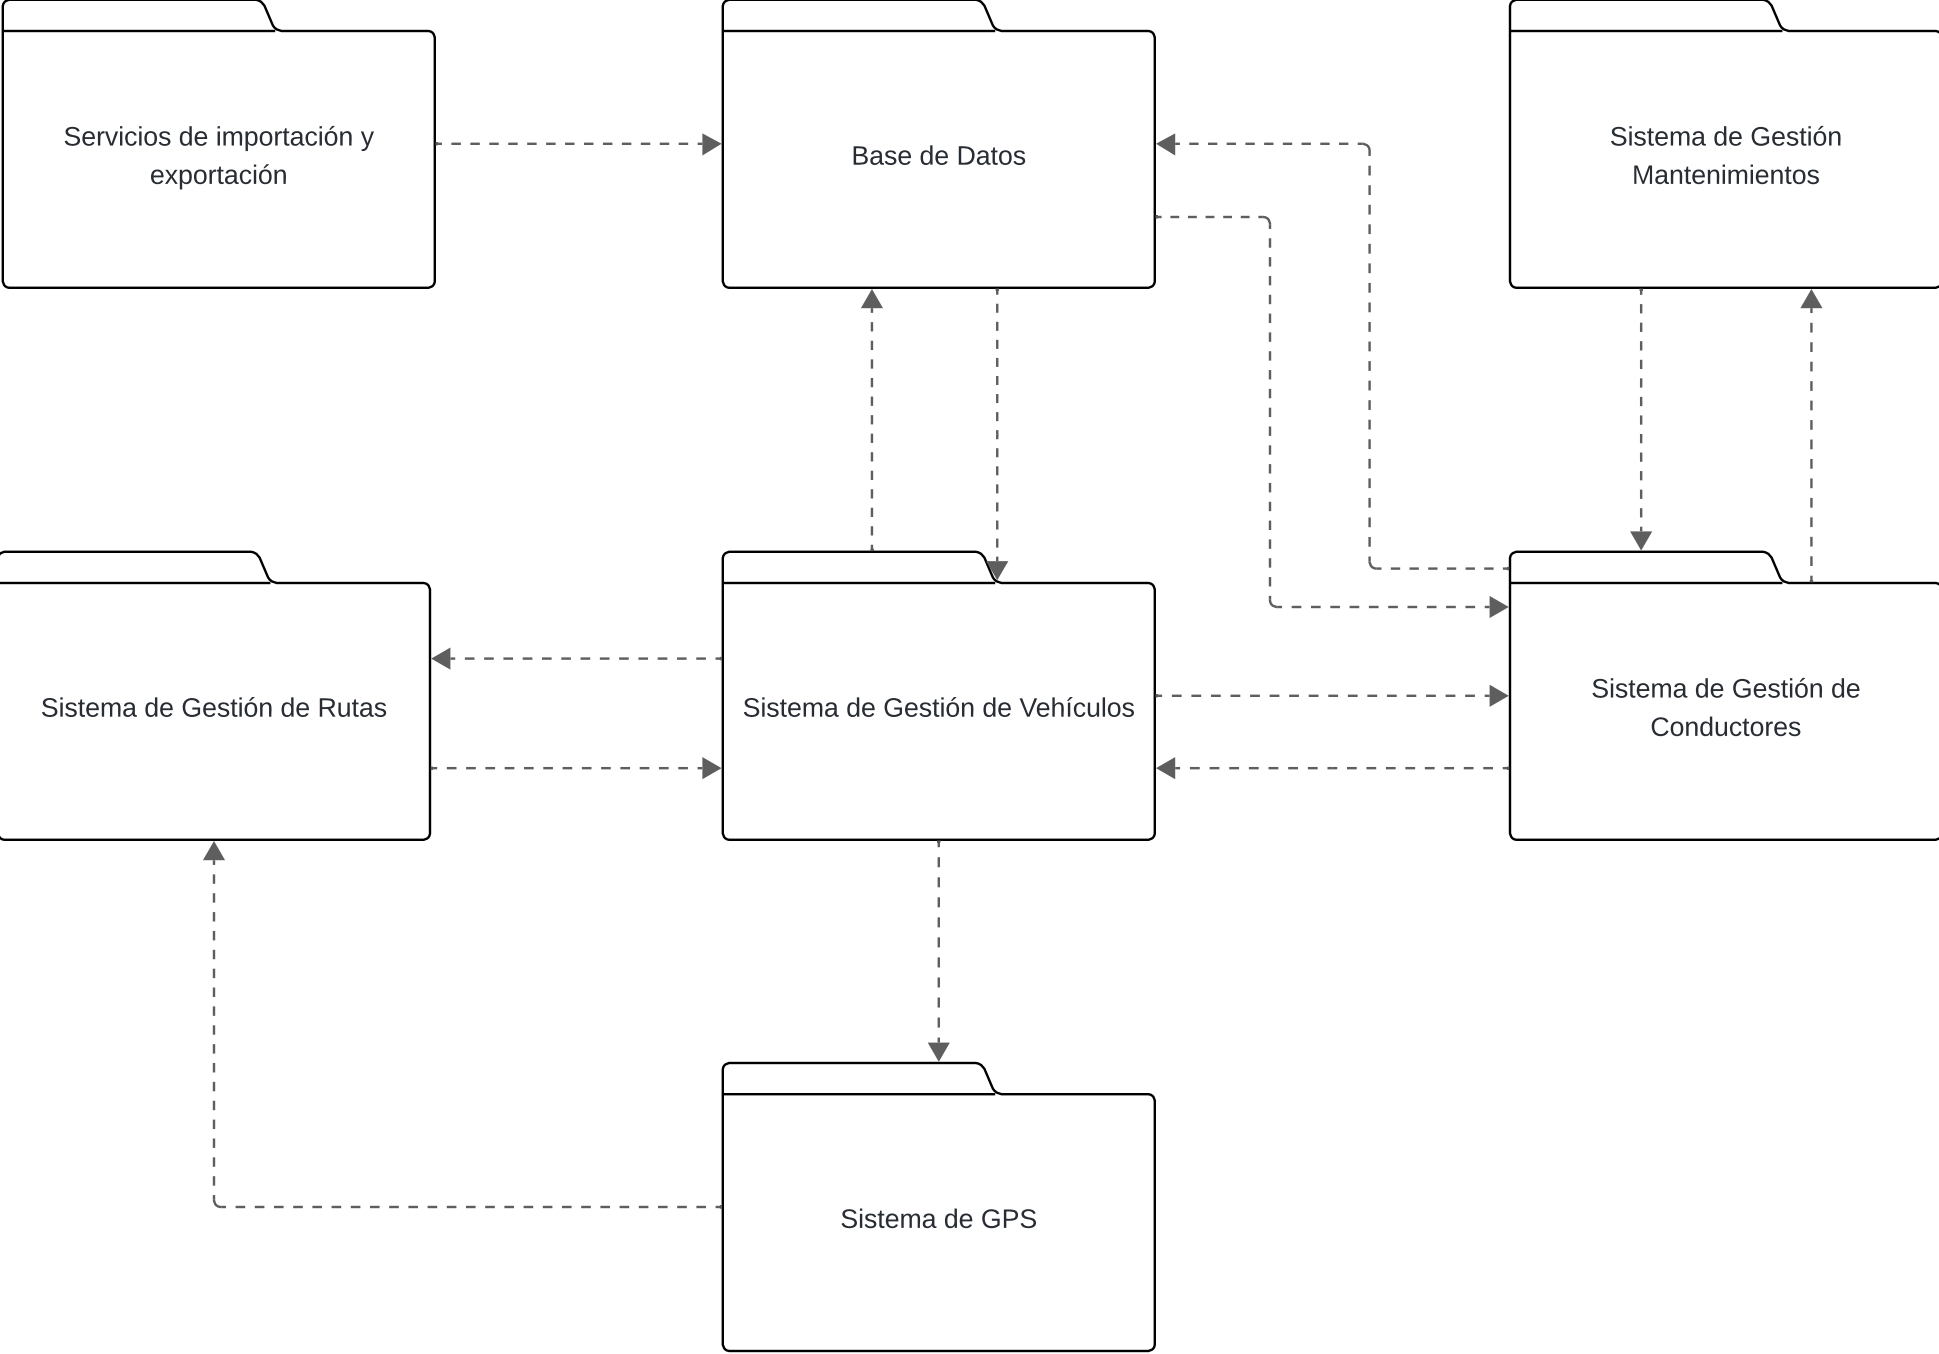 Servicios de importación y
exportación
Base de Datos
Sistema de Gestión
Mantenimientos
Sistema de Gestión de Rutas
Sistema de Gestión de Vehículos
Sistema de Gestión de
Conductores
Sistema de GPS